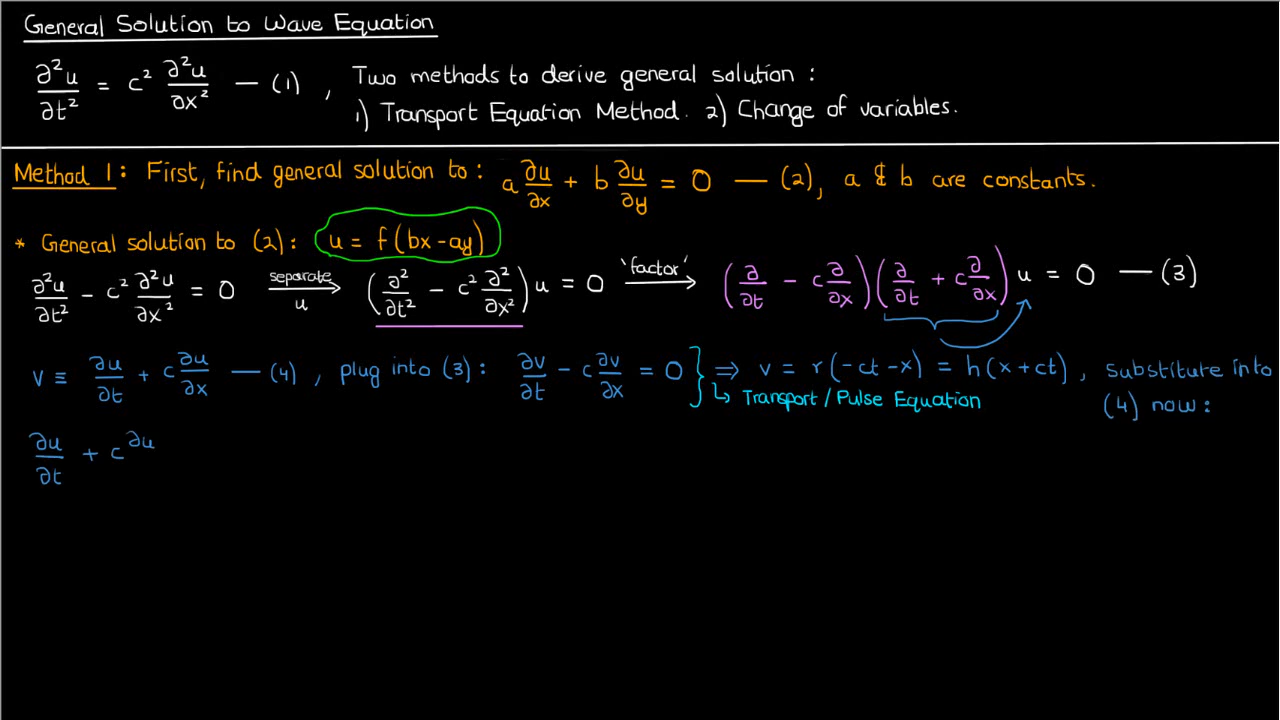 General Solution to Wave Equation
∂²u/∂t² = c² ∂²u/∂x² — (1) , Two methods to derive general solution :
1) Transport Equation Method. 2) Change of variables.
Method 1: First, find general solution to: a ∂u/∂x + b ∂u/∂y = 0 — (2), a & b are constants.
* General solution to (2): u = f(bx-ay)
∂²u/∂t² - c² ∂²u/∂x² = 0 separate u → (∂²/∂t² - c² ∂²/∂x²) u = 0 'factor' → (∂/∂t - c ∂/∂x)(∂/∂t + c ∂/∂x) u = 0 — (3)
v ≡ ∂u/∂t + c ∂u/∂x — (4) , plug into (3): ∂v/∂t - c ∂v/∂x = 0 } ⇒ v = r(-ct-x) = h(x+ct) , substitute into
↳ Transport / Pulse Equation (4) now:
∂u/∂t + c ∂u